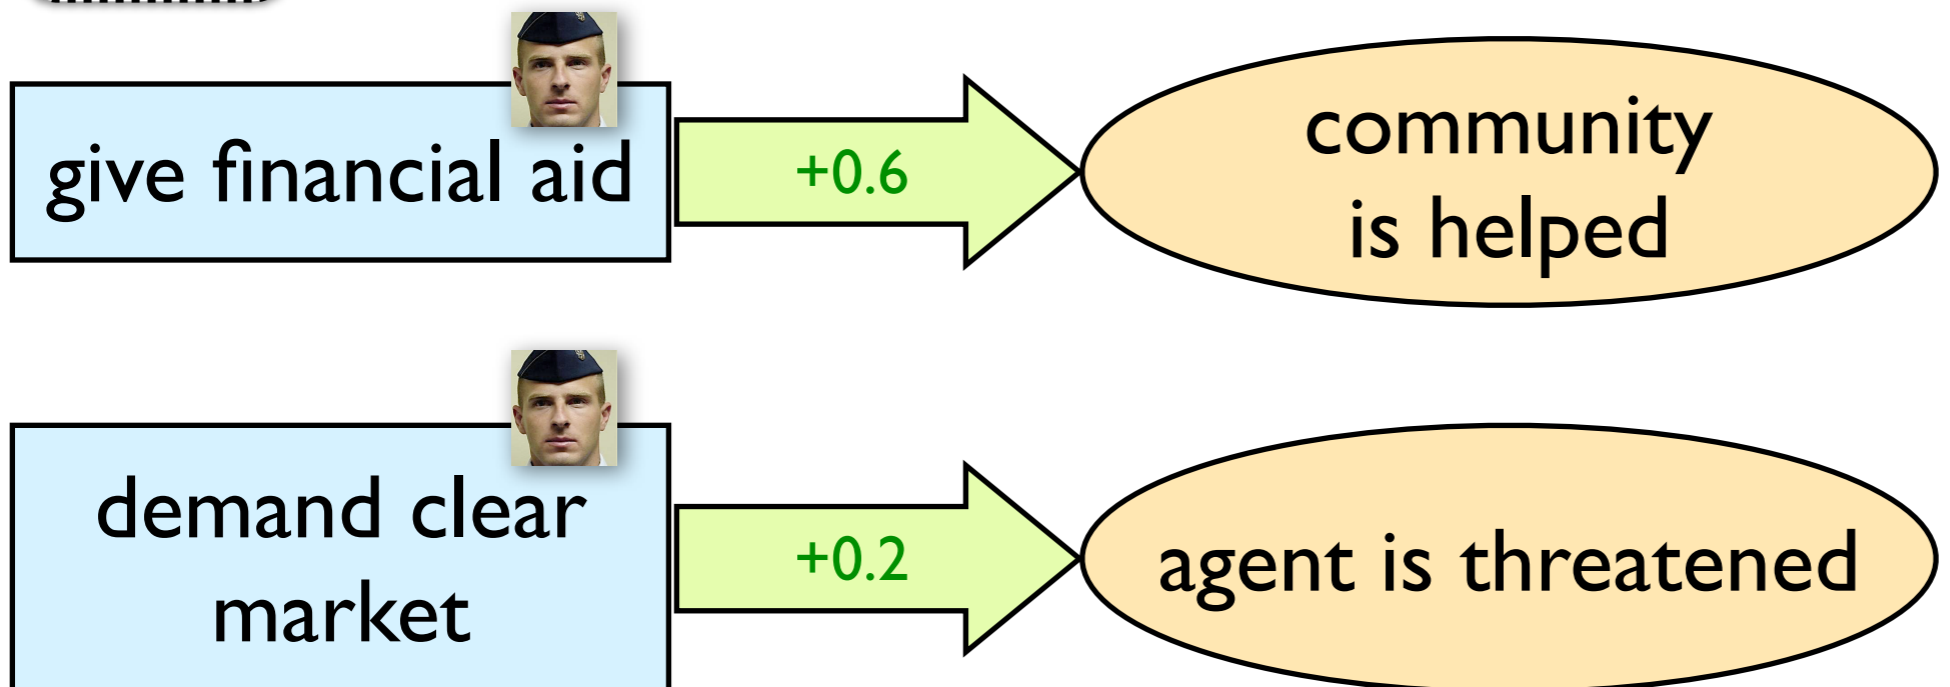 give financial aid
+0.6
community
is helped
demand clear
market
+0.2
agent is threatened